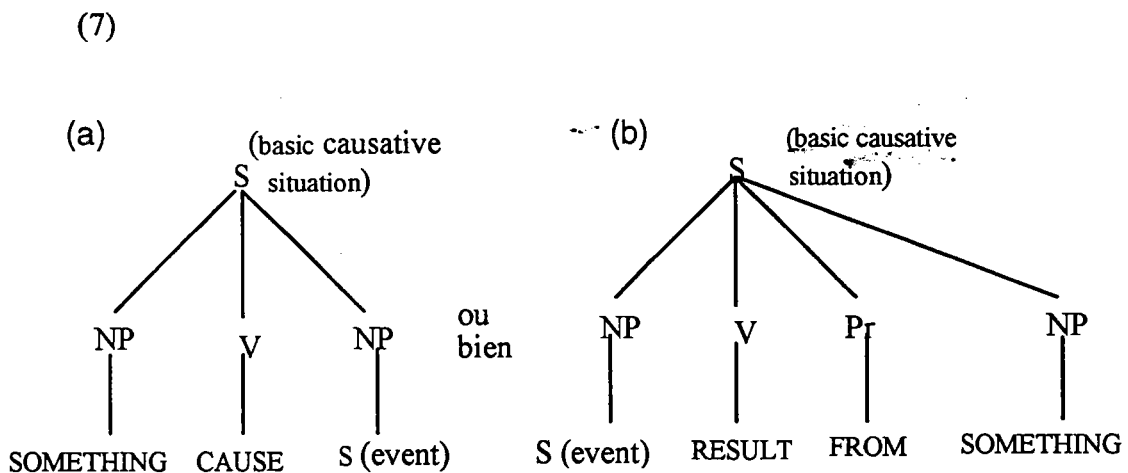 (7)
(a)
(basic causative
S situation)
NP V NP
SOMETHING CAUSE S (event)
ou
bien
(b)
(basic causative
S situation)
NP V Pr NP
S (event) RESULT FROM SOMETHING